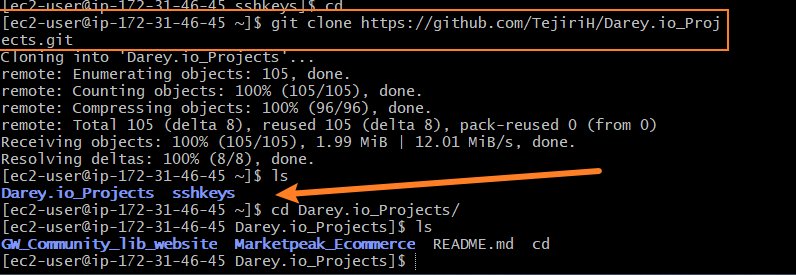 [ec2-user@ip-172-31-46-45 sshkeys]$ cd
[ec2-user@ip-172-31-46-45 ~]$ git clone https://github.com/TejiriH/Darey.io_Proj
ects.git
Cloning into 'Darey.io_Projects'...
remote: Enumerating objects: 105, done.
remote: Counting objects: 100% (105/105), done.
remote: Compressing objects: 100% (96/96), done.
remote: Total 105 (delta 8), reused 105 (delta 8), pack-reused 0 (from 0)
Receiving objects: 100% (105/105), 1.99 MiB | 12.01 MiB/s, done.
Resolving deltas: 100% (8/8), done.
[ec2-user@ip-172-31-46-45 ~]$ ls
Darey.io_Projects  sshkeys
[ec2-user@ip-172-31-46-45 ~]$ cd Darey.io_Projects/
[ec2-user@ip-172-31-46-45 Darey.io_Projects]$ ls
GW_Community_lib_website  Marketpeak_Ecommerce  README.md  cd
[ec2-user@ip-172-31-46-45 Darey.io_Projects]$